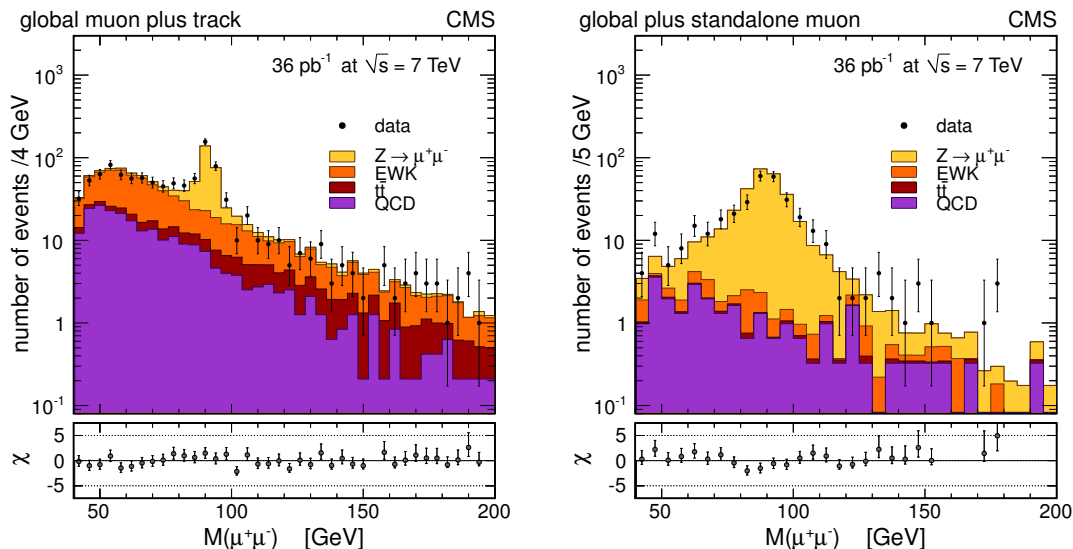 global muon plus track CMS
36 pb⁻¹ at √s = 7 TeV
data
Z → μ⁺μ⁻
EWK
tt̄
QCD
number of events /4 GeV
10³
10²
10
1
10⁻¹
χ
5
0
-5
50 100 150 200
M(μ⁺μ⁻) [GeV]
global plus standalone muon CMS
36 pb⁻¹ at √s = 7 TeV
data
Z → μ⁺μ⁻
EWK
tt̄
QCD
number of events /5 GeV
10³
10²
10
1
10⁻¹
χ
5
0
-5
50 100 150 200
M(μ⁺μ⁻) [GeV]